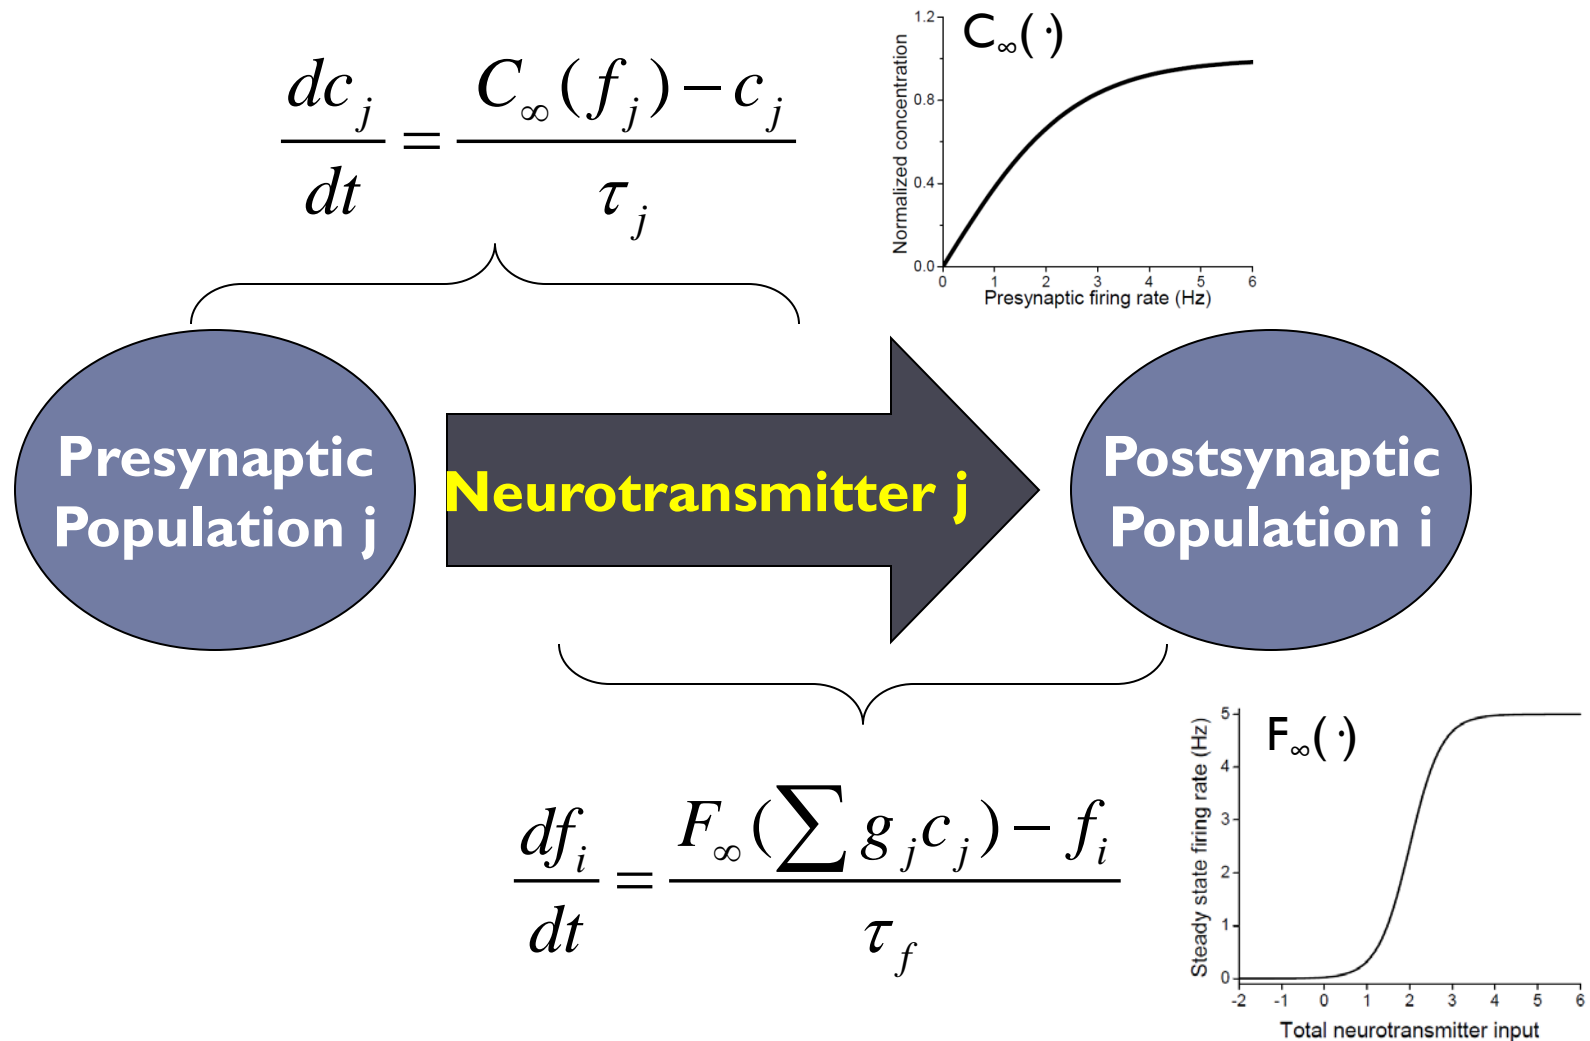 dc_j/dt = (C_∞(f_j) − c_j)/τ_j
C_∞(·)
1.2
0.8
0.4
0.0
Normalized concentration
0 1 2 3 4 5 6
Presynaptic firing rate (Hz)
Presynaptic
Population j
Neurotransmitter j
Postsynaptic
Population i
df_i/dt = (F_∞(∑ g_j c_j) − f_i)/τ_f
F_∞(·)
5
4
3
2
1
0
Steady state firing rate (Hz)
-2 -1 0 1 2 3 4 5 6
Total neurotransmitter input